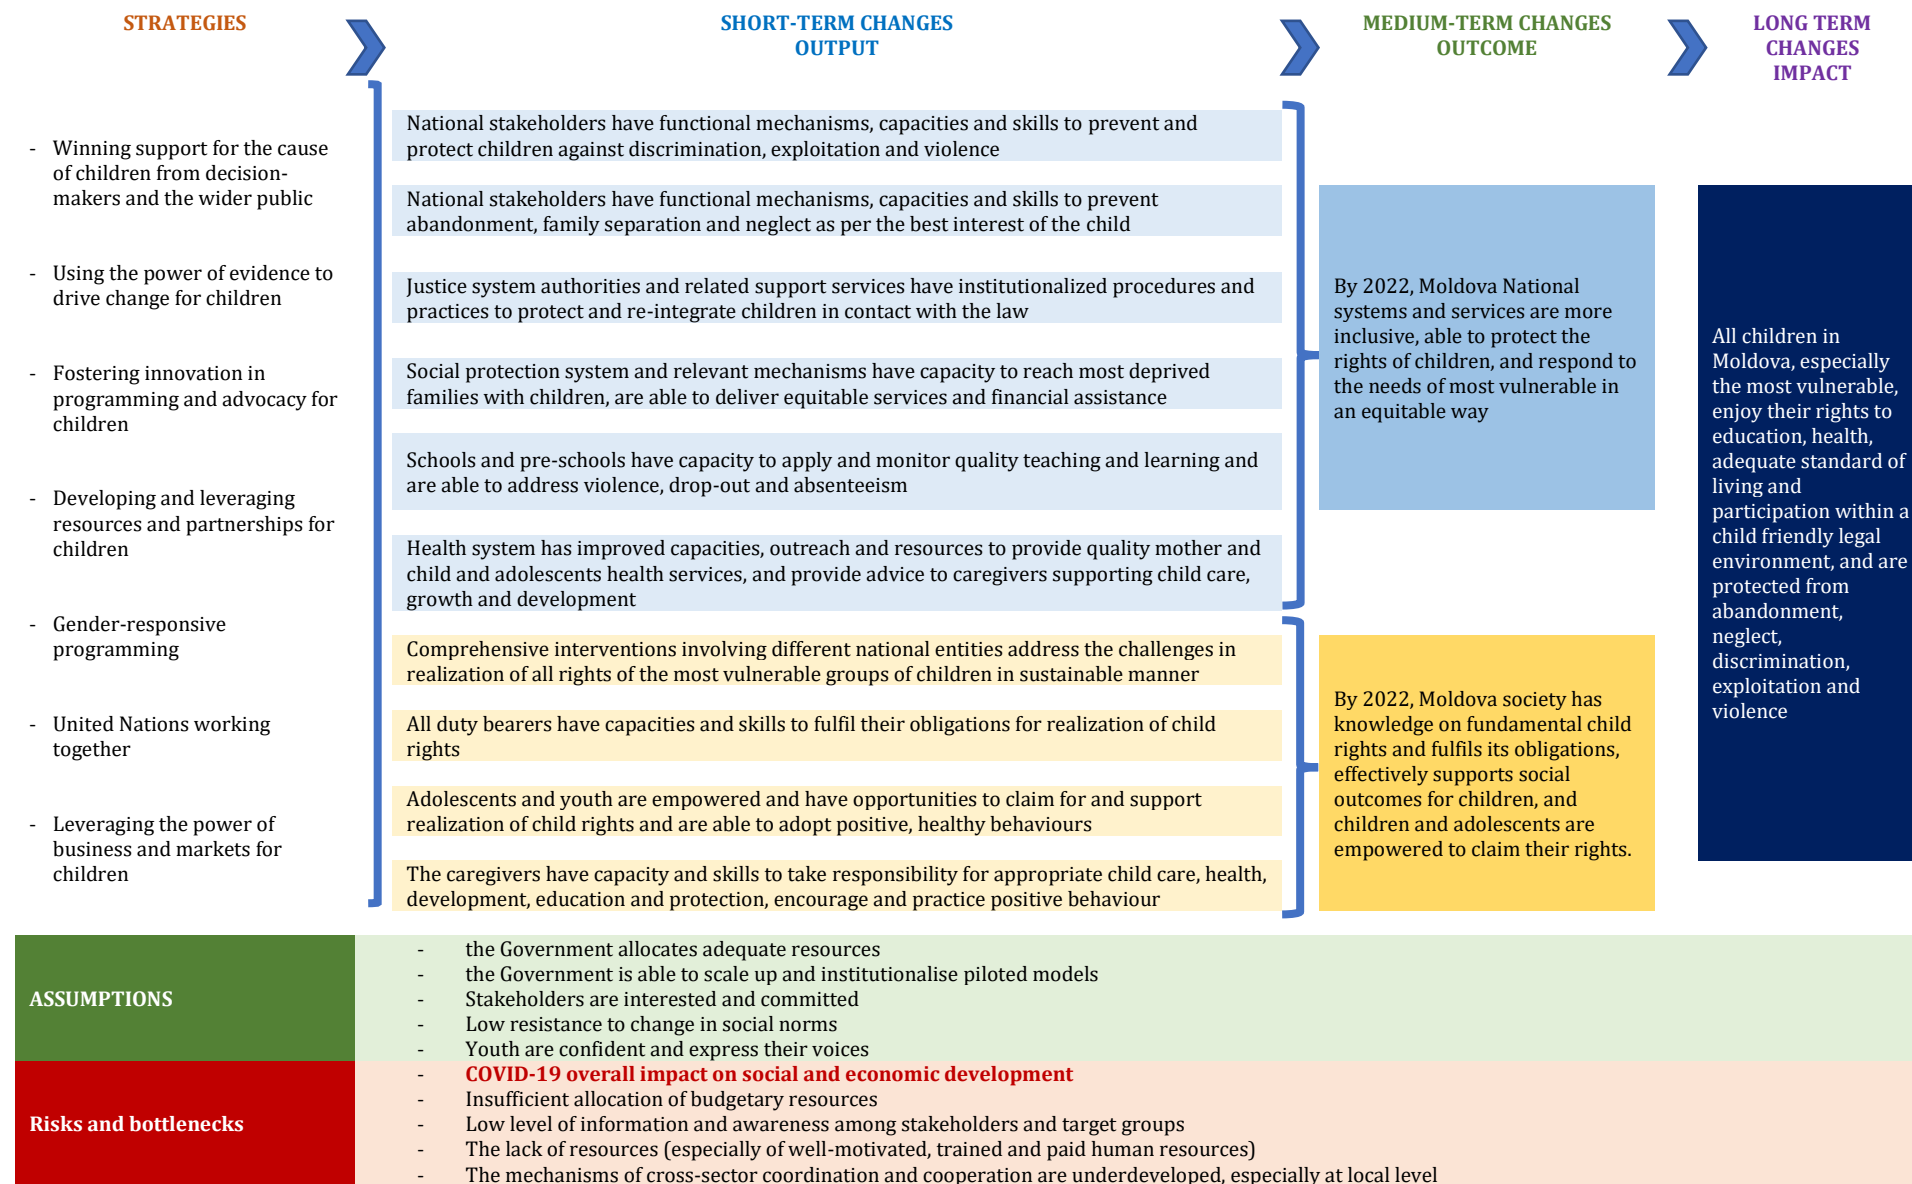 STRATEGIES
SHORT-TERM CHANGES
OUTPUT
MEDIUM-TERM CHANGES
OUTCOME
LONG TERM
CHANGES
IMPACT
- Winning support for the cause
of children from decision-
makers and the wider public
- Using the power of evidence to
drive change for children
- Fostering innovation in
programming and advocacy for
children
- Developing and leveraging
resources and partnerships for
children
- Gender-responsive
programming
- United Nations working
together
- Leveraging the power of
business and markets for
children
National stakeholders have functional mechanisms, capacities and skills to prevent and
protect children against discrimination, exploitation and violence
National stakeholders have functional mechanisms, capacities and skills to prevent
abandonment, family separation and neglect as per the best interest of the child
Justice system authorities and related support services have institutionalized procedures and
practices to protect and re-integrate children in contact with the law
Social protection system and relevant mechanisms have capacity to reach most deprived
families with children, are able to deliver equitable services and financial assistance
Schools and pre-schools have capacity to apply and monitor quality teaching and learning and
are able to address violence, drop-out and absenteeism
Health system has improved capacities, outreach and resources to provide quality mother and
child and adolescents health services, and provide advice to caregivers supporting child care,
growth and development
Comprehensive interventions involving different national entities address the challenges in
realization of all rights of the most vulnerable groups of children in sustainable manner
All duty bearers have capacities and skills to fulfil their obligations for realization of child
rights
Adolescents and youth are empowered and have opportunities to claim for and support
realization of child rights and are able to adopt positive, healthy behaviours
The caregivers have capacity and skills to take responsibility for appropriate child care, health,
development, education and protection, encourage and practice positive behaviour
By 2022, Moldova National
systems and services are more
inclusive, able to protect the
rights of children, and respond to
the needs of most vulnerable in
an equitable way
By 2022, Moldova society has
knowledge on fundamental child
rights and fulfils its obligations,
effectively supports social
outcomes for children, and
children and adolescents are
empowered to claim their rights.
All children in
Moldova, especially
the most vulnerable,
enjoy their rights to
education, health,
adequate standard of
living and
participation within a
child friendly legal
environment, and are
protected from
abandonment,
neglect,
discrimination,
exploitation and
violence
ASSUMPTIONS
- the Government allocates adequate resources
- the Government is able to scale up and institutionalise piloted models
- Stakeholders are interested and committed
- Low resistance to change in social norms
- Youth are confident and express their voices
Risks and bottlenecks
- COVID-19 overall impact on social and economic development
- Insufficient allocation of budgetary resources
- Low level of information and awareness among stakeholders and target groups
- The lack of resources (especially of well-motivated, trained and paid human resources)
- The mechanisms of cross-sector coordination and cooperation are underdeveloped, especially at local level